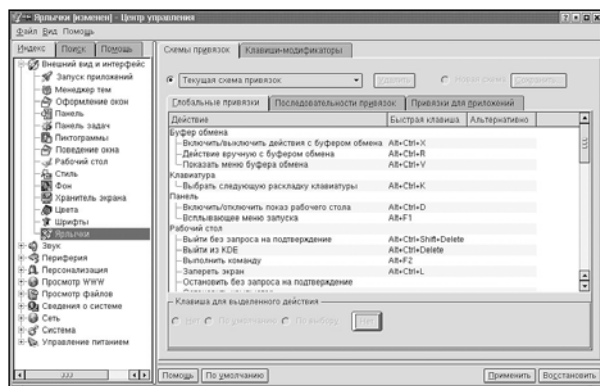 Ярлычки [изменен] - Центр управления
Файл Вид Помощь
Индекс Поиск Помощь
Внешний вид и интерфейс
Запуск приложений
Менеджер тем
Оформление окон
Панель
Панель задач
Пиктограммы
Поведение окна
Рабочий стол
Стиль
Фон
Хранитель экрана
Цвета
Шрифты
Ярлычки
Звук
Периферия
Персонализация
Просмотр WWW
Просмотр файлов
Сведения о системе
Сеть
Система
Управление питанием
Схемы привязок Клавиши-модификаторы
Текущая схема привязок Удалить Новая схема Сохранить...
Глобальные привязки Последовательности привязок Привязки для приложений
Действие Быстрая клавиша Альтернативно
Буфер обмена
Включить/выключить действия с буфером обмена Alt+Ctrl+X
Действие вручную с буфером обмена Alt+Ctrl+R
Показать меню буфера обмена Alt+Ctrl+V
Клавиатура
Выбрать следующую раскладку клавиатуры Alt+Ctrl+K
Панель
Включить/отключить показ рабочего стола Alt+Ctrl+D
Всплывающее меню запуска Alt+F1
Рабочий стол
Выйти без запроса на подтверждение Alt+Ctrl+Shift+Delete
Выйти из KDE Alt+Ctrl+Delete
Выполнить команду Alt+F2
Запереть экран Alt+Ctrl+L
Остановить без запроса на подтверждение
Клавиша для выделенного действия
Нет По умолчанию По выбору Нет
Помощь По умолчанию Применить Восстановить